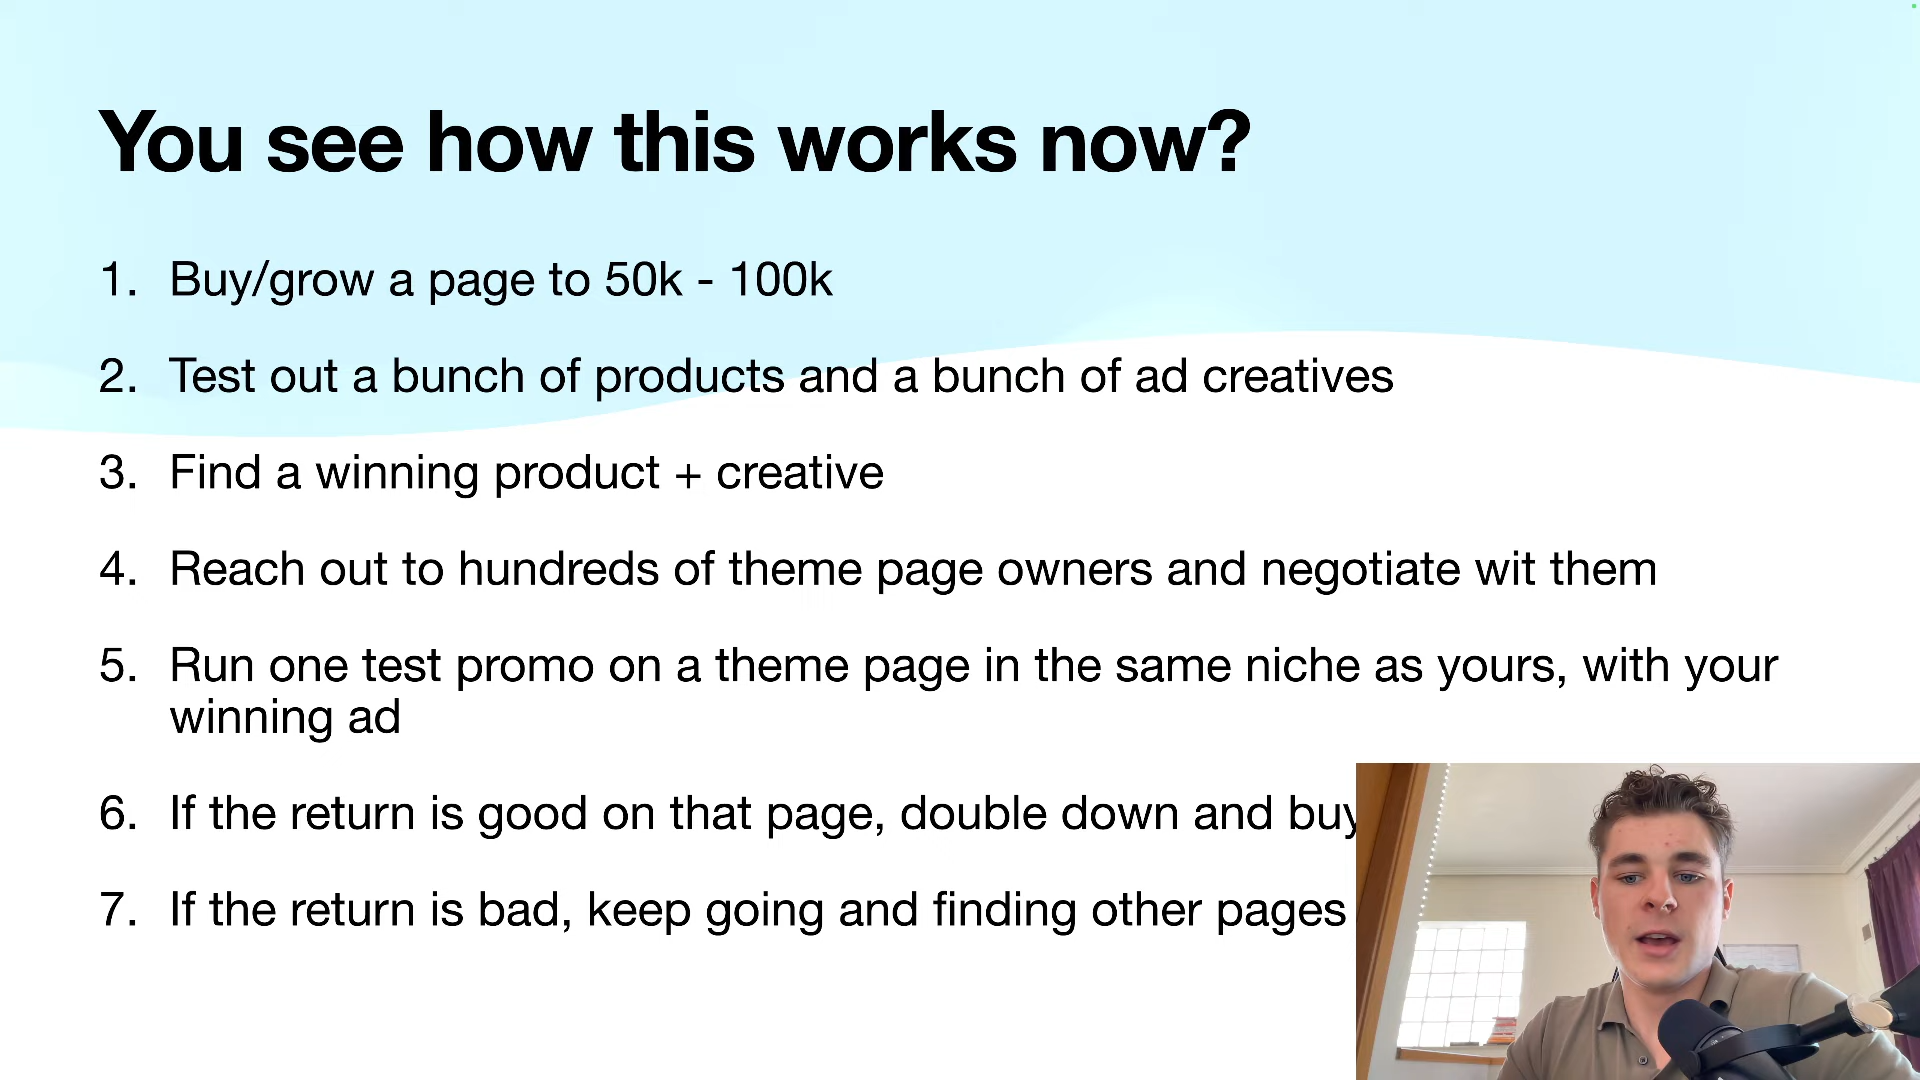 You see how this works now?
1. Buy/grow a page to 50k - 100k
2. Test out a bunch of products and a bunch of ad creatives
3. Find a winning product + creative
4. Reach out to hundreds of theme page owners and negotiate wit them
5. Run one test promo on a theme page in the same niche as yours, with your
winning ad
6. If the return is good on that page, double down and buy
7. If the return is bad, keep going and finding other pages